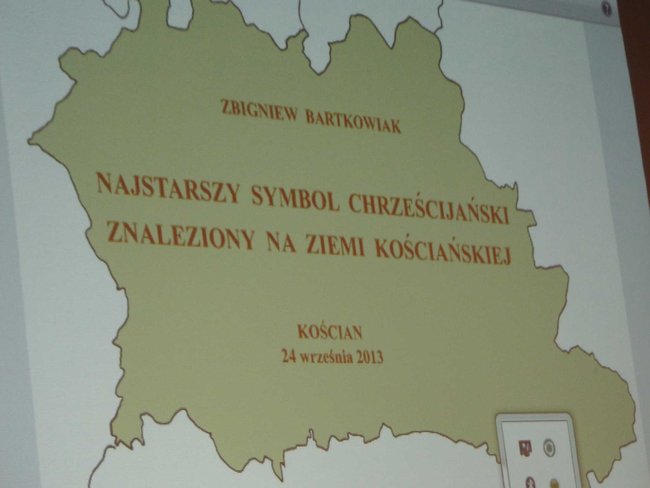 ZBIGNIEW BARTKOWIAK
NAJSTARSZY SYMBOL CHRZEŚCIJAŃSKI
ZNALEZIONY NA ZIEMI KOŚCIAŃSKIEJ
KOŚCIAN
24 września 2013